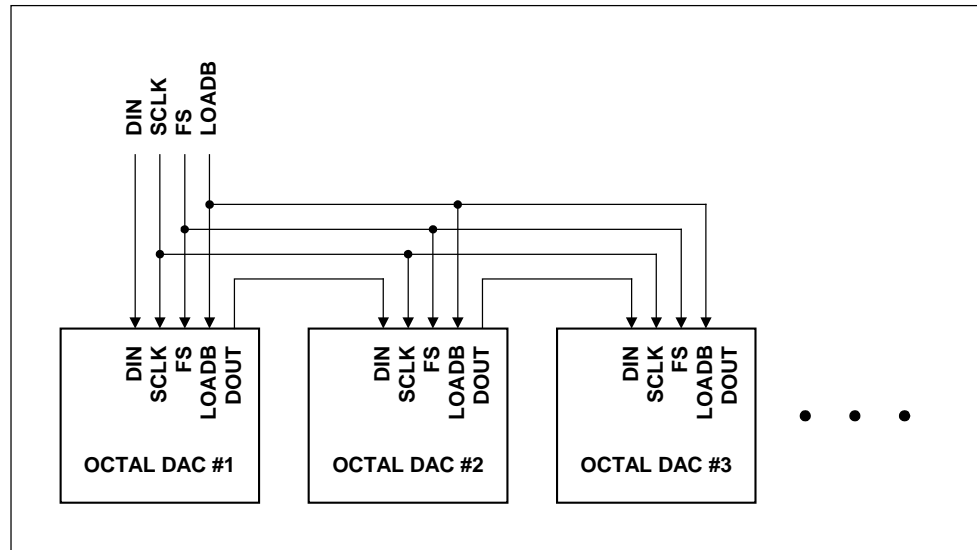 DIN
SCLK
FS
LOADB
DIN
SCLK
FS
LOADB
DOUT
OCTAL DAC #1
DIN
SCLK
FS
LOADB
DOUT
OCTAL DAC #2
DIN
SCLK
FS
LOADB
DOUT
OCTAL DAC #3